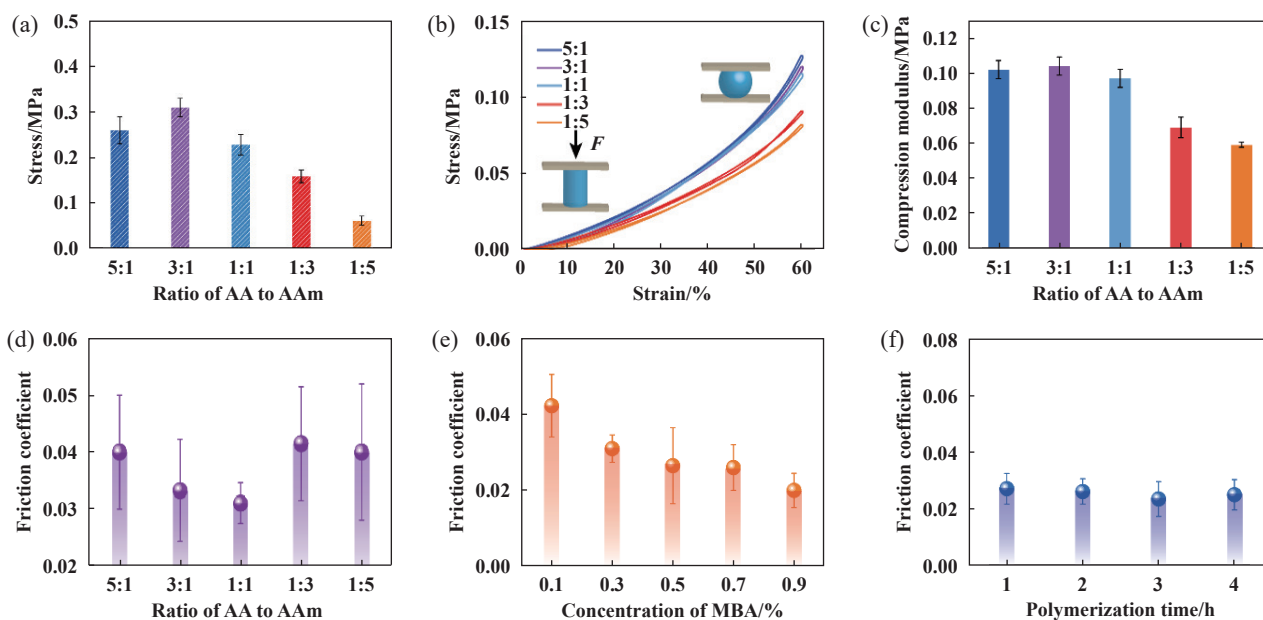 (a)
0.5
0.4
0.3
0.2
0.1
0.0
Stress/MPa
5:1 3:1 1:1 1:3 1:5
Ratio of AA to AAm
(b)
0.15
0.10
0.05
0.00
Stress/MPa
5:1
3:1
1:1
1:3
1:5
F
0 10 20 30 40 50 60
Strain/%
(c)
0.12
0.10
0.08
0.06
0.04
0.02
0.00
Compression modulus/MPa
5:1 3:1 1:1 1:3 1:5
Ratio of AA to AAm
(d)
0.06
0.05
0.04
0.03
0.02
Friction coefficient
5:1 3:1 1:1 1:3 1:5
Ratio of AA to AAm
(e)
0.06
0.04
0.02
0.00
Friction coefficient
0.1 0.3 0.5 0.7 0.9
Concentration of MBA/%
(f)
0.08
0.06
0.04
0.02
0.00
Friction coefficient
1 2 3 4
Polymerization time/h